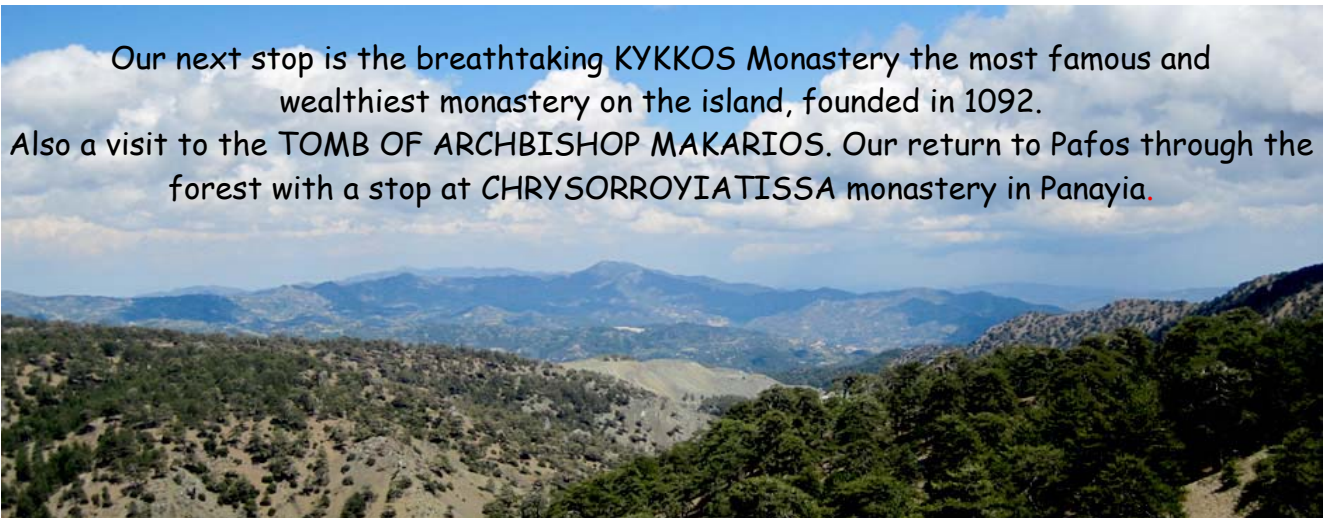 Our next stop is the breathtaking KYKKOS Monastery the most famous and
wealthiest monastery on the island, founded in 1092.
Also a visit to the TOMB OF ARCHBISHOP MAKARIOS. Our return to Pafos through the
forest with a stop at CHRYSORROYIATISSA monastery in Panayia.